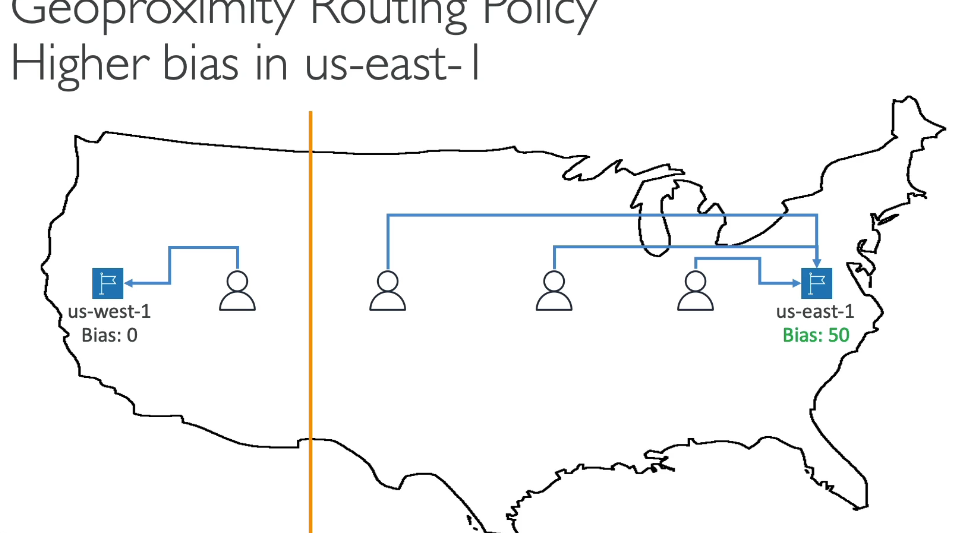 Geoproximity Routing Policy
Higher bias in us-east-1
us-west-1
Bias: 0
us-east-1
Bias: 50